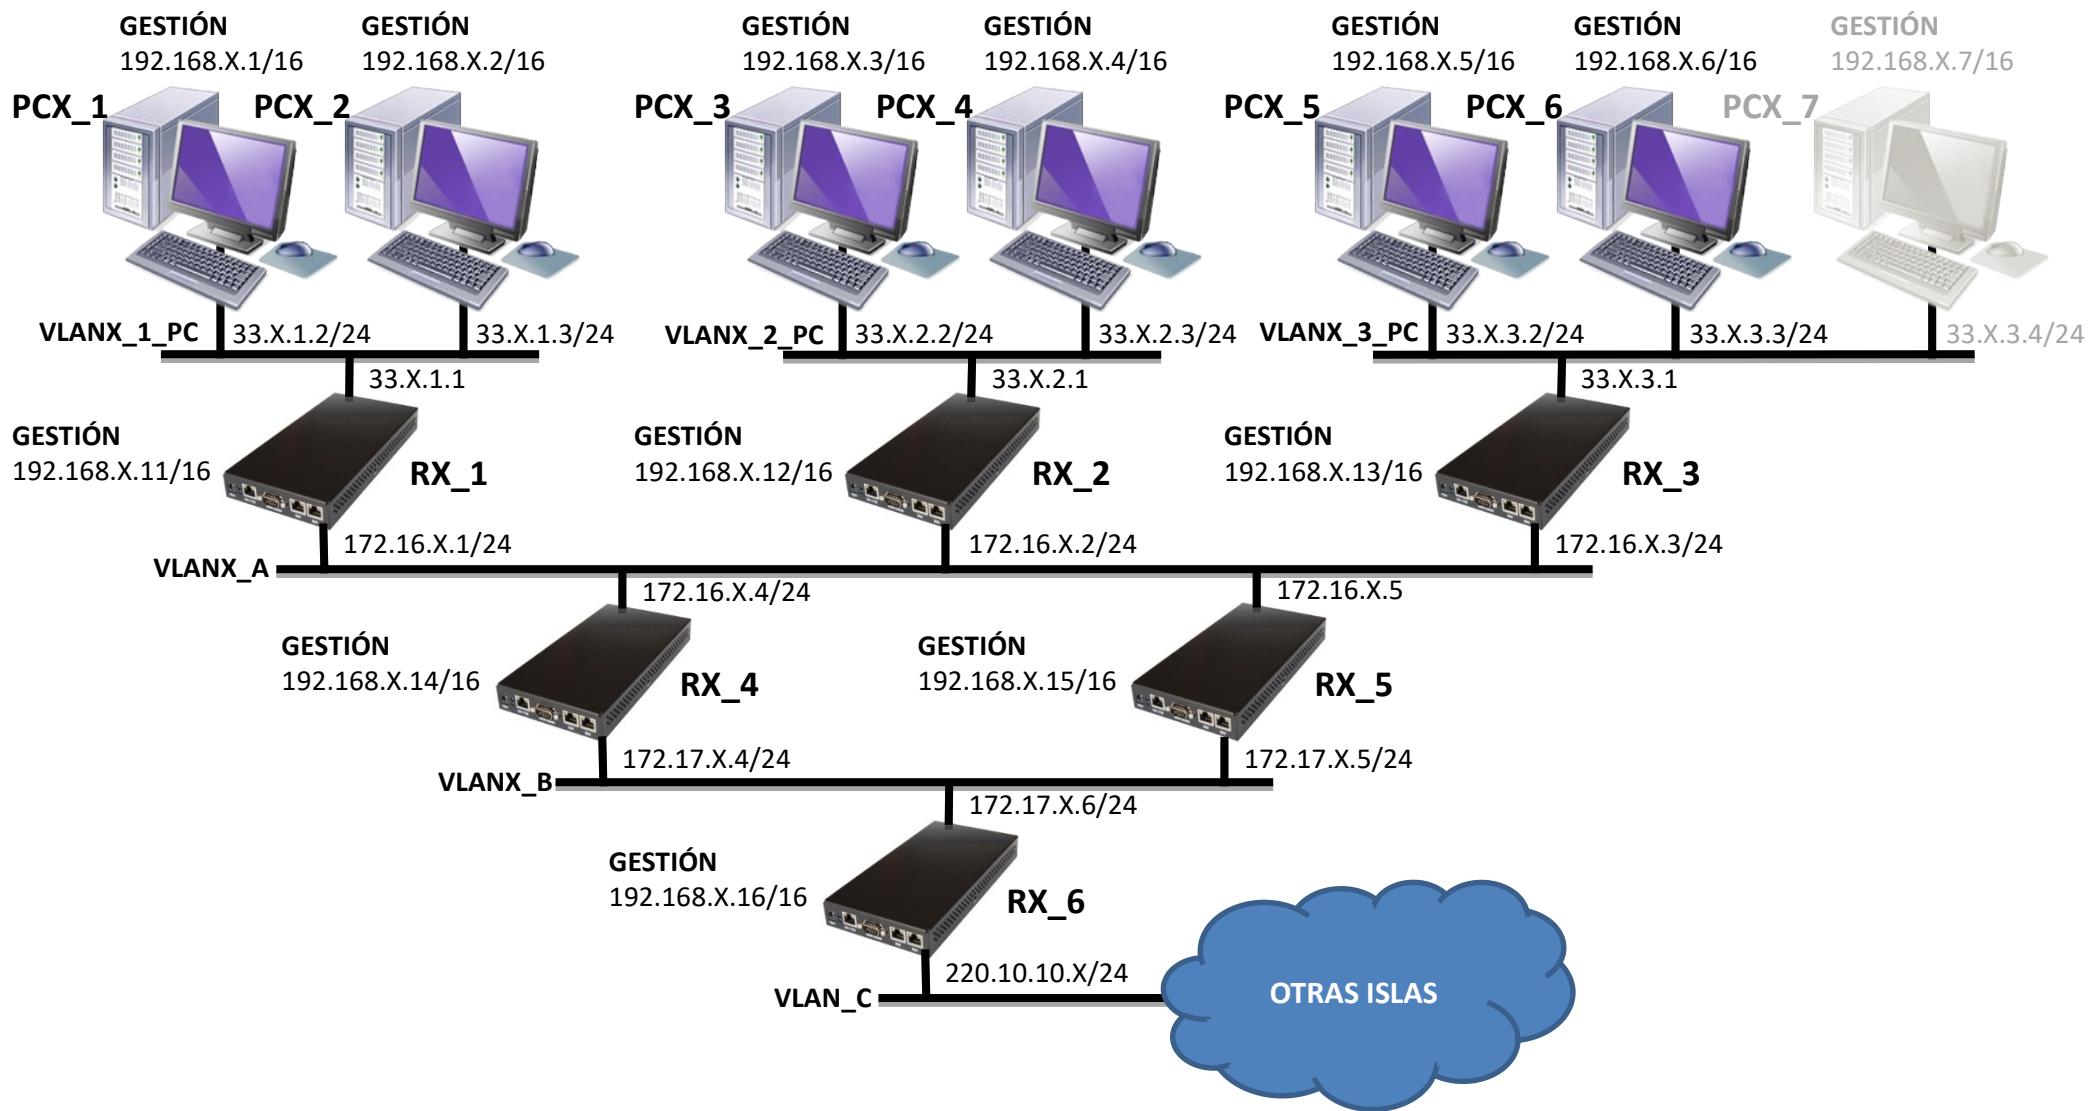 GESTIÓN
192.168.X.1/16
GESTIÓN
192.168.X.2/16
GESTIÓN
192.168.X.3/16
GESTIÓN
192.168.X.4/16
GESTIÓN
192.168.X.5/16
GESTIÓN
192.168.X.6/16
GESTIÓN
192.168.X.7/16
PCX_1
PCX_2
PCX_3
PCX_4
PCX_5
PCX_6
PCX_7
VLANX_1_PC
33.X.1.2/24
33.X.1.3/24
VLANX_2_PC
33.X.2.2/24
33.X.2.3/24
VLANX_3_PC
33.X.3.2/24
33.X.3.3/24
33.X.3.4/24
33.X.1.1
33.X.2.1
33.X.3.1
GESTIÓN
192.168.X.11/16
RX_1
GESTIÓN
192.168.X.12/16
RX_2
GESTIÓN
192.168.X.13/16
RX_3
172.16.X.1/24
172.16.X.2/24
172.16.X.3/24
VLANX_A
172.16.X.4/24
172.16.X.5
GESTIÓN
192.168.X.14/16
RX_4
GESTIÓN
192.168.X.15/16
RX_5
172.17.X.4/24
172.17.X.5/24
VLANX_B
172.17.X.6/24
GESTIÓN
192.168.X.16/16
RX_6
220.10.10.X/24
VLAN_C
OTRAS ISLAS